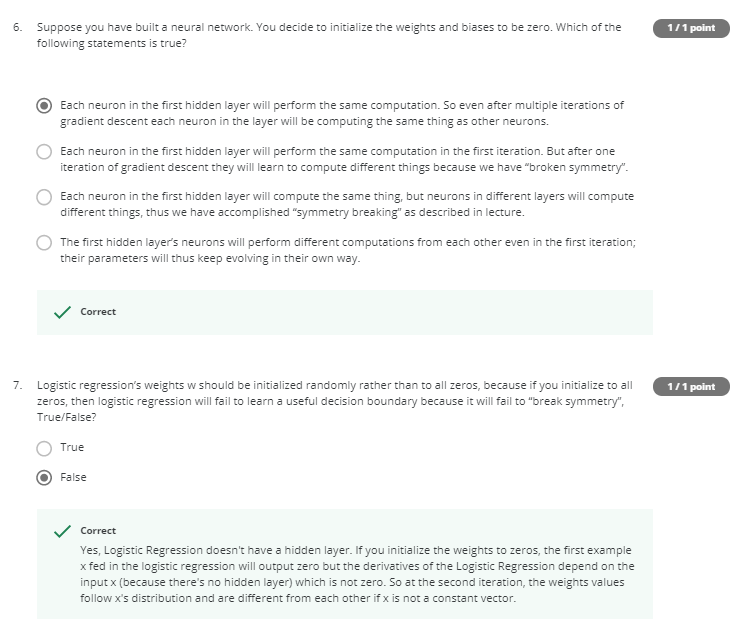 6. Suppose you have built a neural network. You decide to initialize the weights and biases to be zero. Which of the
1 / 1 point
following statements is true?
Each neuron in the first hidden layer will perform the same computation. So even after multiple iterations of
gradient descent each neuron in the layer will be computing the same thing as other neurons.
Each neuron in the first hidden layer will perform the same computation in the first iteration. But after one
iteration of gradient descent they will learn to compute different things because we have "broken symmetry".
Each neuron in the first hidden layer will compute the same thing, but neurons in different layers will compute
different things, thus we have accomplished "symmetry breaking" as described in lecture.
The first hidden layer's neurons will perform different computations from each other even in the first iteration;
their parameters will thus keep evolving in their own way.
Correct
7. Logistic regression's weights w should be initialized randomly rather than to all zeros, because if you initialize to all
1 / 1 point
zeros, then logistic regression will fail to learn a useful decision boundary because it will fail to "break symmetry",
True/False?
True
False
Correct
Yes, Logistic Regression doesn't have a hidden layer. If you initialize the weights to zeros, the first example
x fed in the logistic regression will output zero but the derivatives of the Logistic Regression depend on the
input x (because there's no hidden layer) which is not zero. So at the second iteration, the weights values
follow x's distribution and are different from each other if x is not a constant vector.